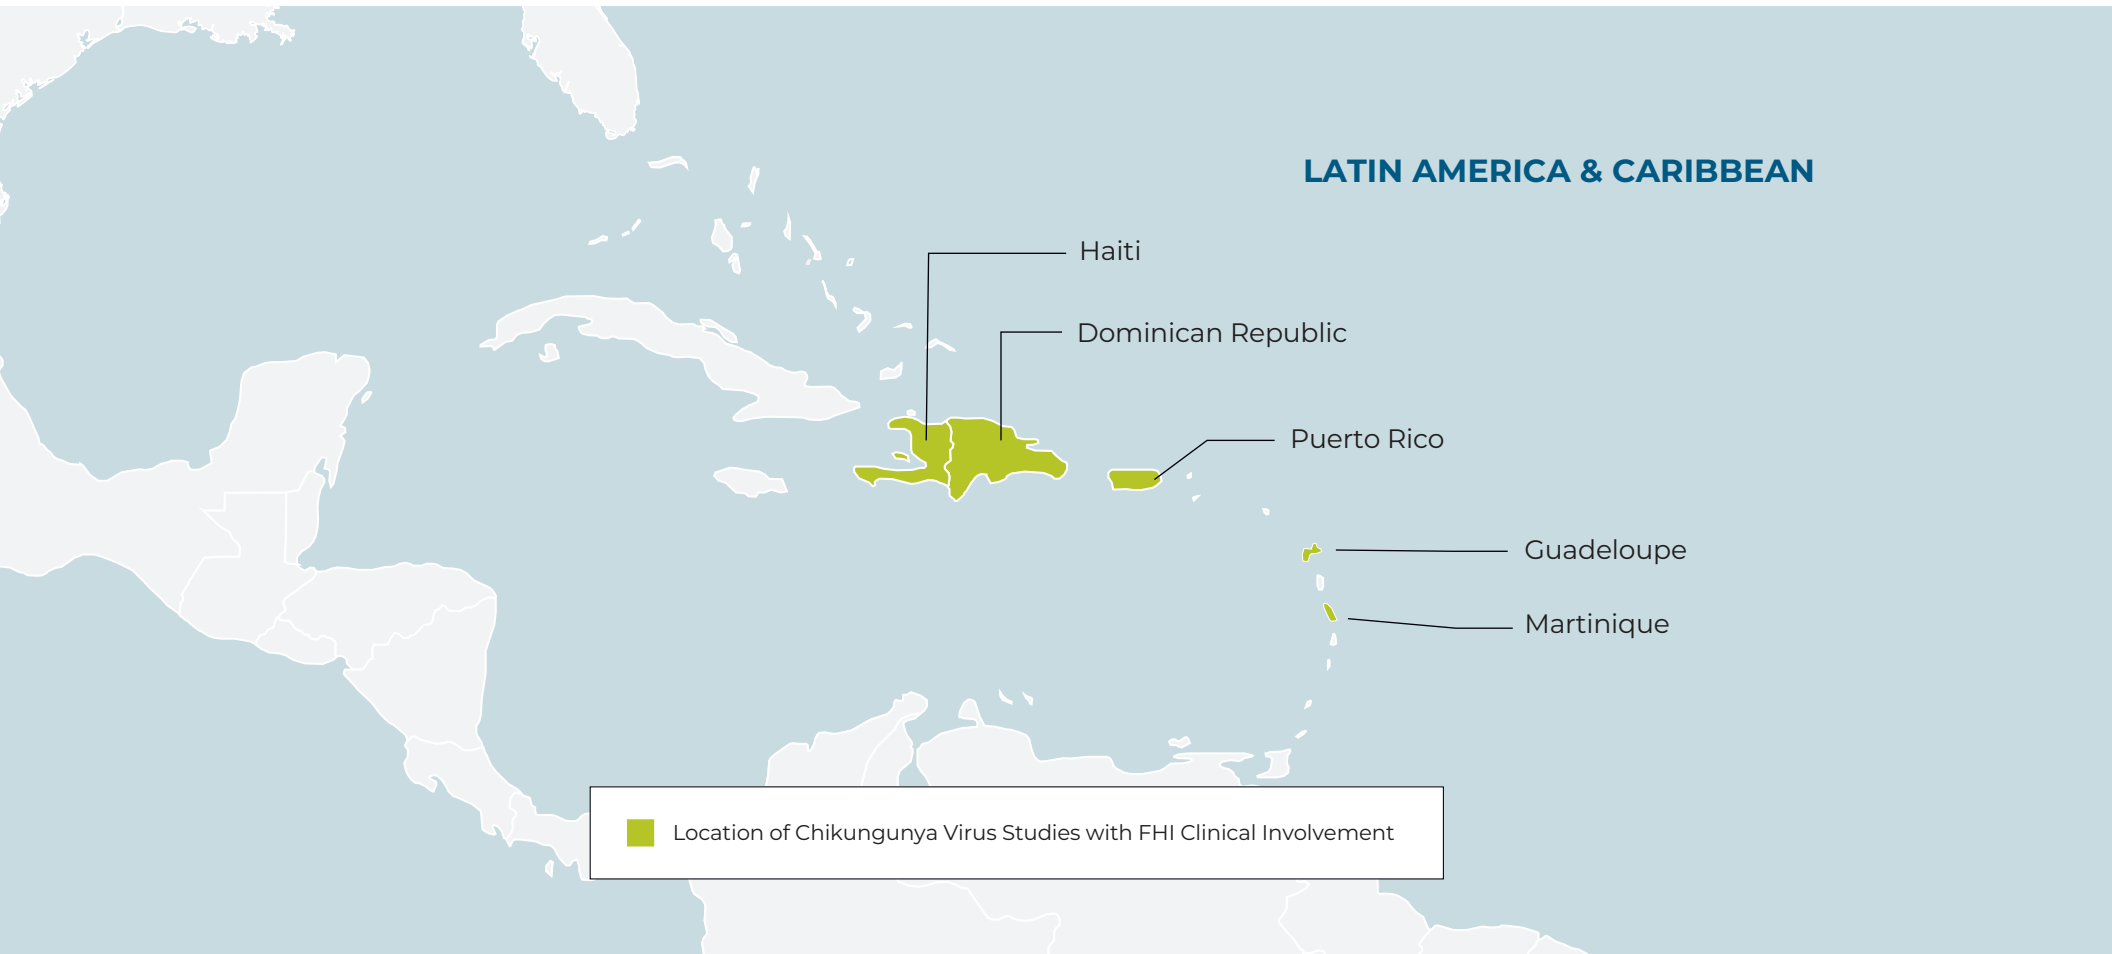 LATIN AMERICA & CARIBBEAN
Haiti
Dominican Republic
Puerto Rico
Guadeloupe
Martinique
Location of Chikungunya Virus Studies with FHI Clinical Involvement